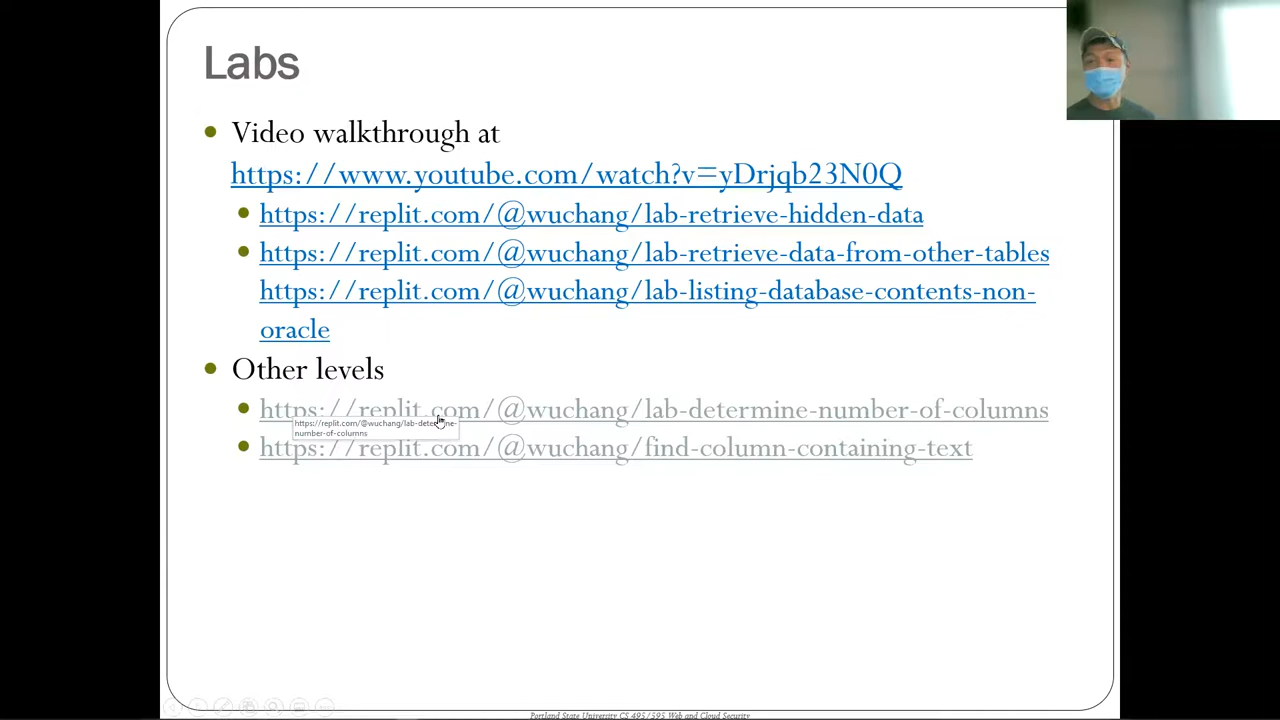 Labs
Video walkthrough at
https://www.youtube.com/watch?v=yDrjqb23N0Q
https://replit.com/@wuchang/lab-retrieve-hidden-data
https://replit.com/@wuchang/lab-retrieve-data-from-other-tables
https://replit.com/@wuchang/lab-listing-database-contents-non-
oracle
Other levels
https://replit.com/@wuchang/lab-determine-number-of-columns
https://replit.com/@wuchang/lab-determine-
number-of-columns
https://replit.com/@wuchang/find-column-containing-text
Portland State University CS 495/595 Web and Cloud Security